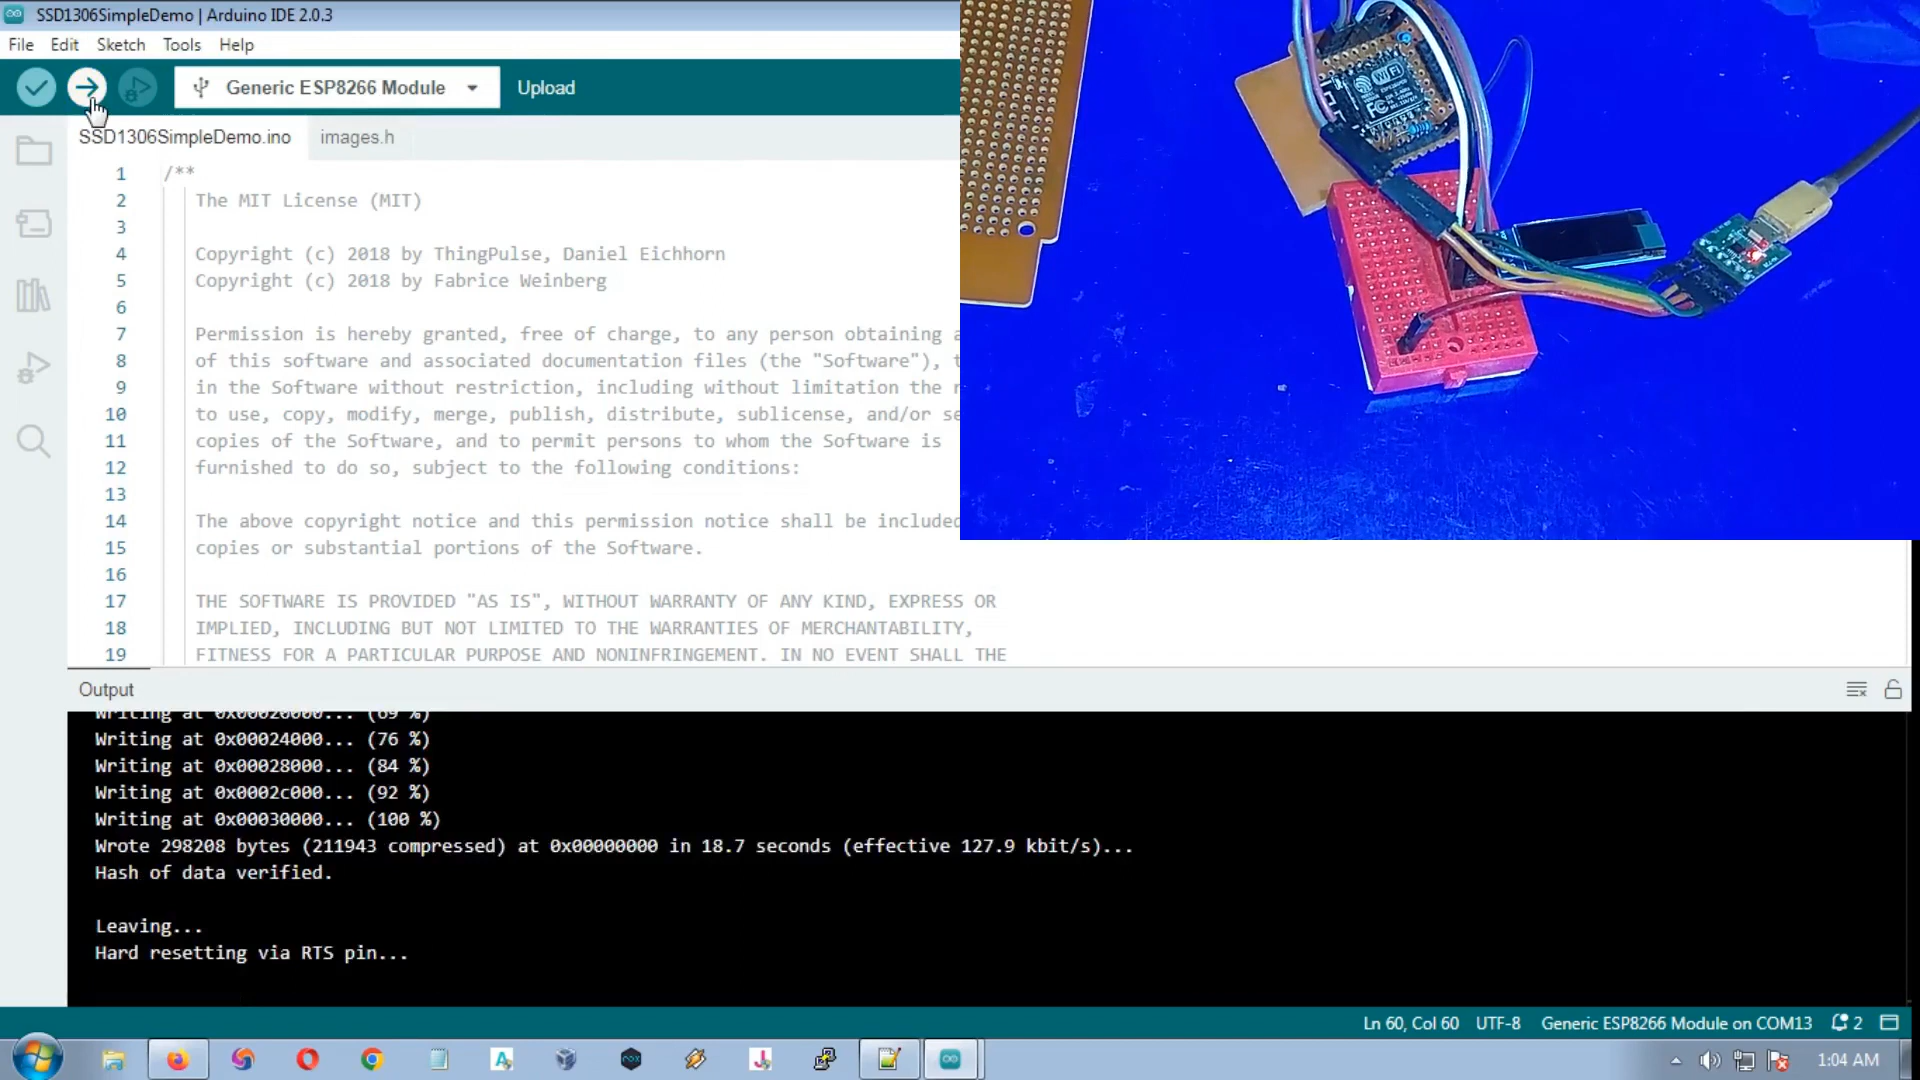 SSD1306SimpleDemo | Arduino IDE 2.0.3
File Edit Sketch Tools Help
Generic ESP8266 Module Upload
SSD1306SimpleDemo.ino images.h
1 /**
2 The MIT License (MIT)
3
4 Copyright (c) 2018 by ThingPulse, Daniel Eichhorn
5 Copyright (c) 2018 by Fabrice Weinberg
6
7 Permission is hereby granted, free of charge, to any person obtaining a
8 of this software and associated documentation files (the "Software"), t
9 in the Software without restriction, including without limitation the r
10 to use, copy, modify, merge, publish, distribute, sublicense, and/or se
11 copies of the Software, and to permit persons to whom the Software is
12 furnished to do so, subject to the following conditions:
13
14 The above copyright notice and this permission notice shall be included
15 copies or substantial portions of the Software.
16
17 THE SOFTWARE IS PROVIDED "AS IS", WITHOUT WARRANTY OF ANY KIND, EXPRESS OR
18 IMPLIED, INCLUDING BUT NOT LIMITED TO THE WARRANTIES OF MERCHANTABILITY,
19 FITNESS FOR A PARTICULAR PURPOSE AND NONINFRINGEMENT. IN NO EVENT SHALL THE
WiFi
FC
Output
Writing at 0x00020000... (69 %)
Writing at 0x00024000... (76 %)
Writing at 0x00028000... (84 %)
Writing at 0x0002c000... (92 %)
Writing at 0x00030000... (100 %)
Wrote 298208 bytes (211943 compressed) at 0x00000000 in 18.7 seconds (effective 127.9 kbit/s)...
Hash of data verified.
Leaving...
Hard resetting via RTS pin...
Ln 60, Col 60 UTF-8 Generic ESP8266 Module on COM13 2
1:04 AM